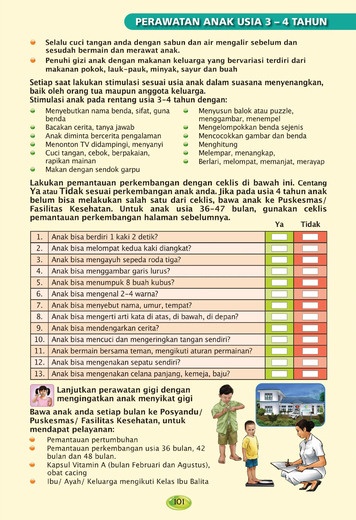 PERAWATAN ANAK USIA 3 – 4 TAHUN
Selalu cuci tangan anda dengan sabun dan air mengalir sebelum dan
sesudah bermain dan merawat anak.
Penuhi gizi anak dengan makanan keluarga yang bervariasi terdiri dari
makanan pokok, lauk-pauk, minyak, sayur dan buah
Setiap saat lakukan stimulasi sesuai usia anak dalam suasana menyenangkan,
baik oleh orang tua maupun anggota keluarga.
Stimulasi anak pada rentang usia 3-4 tahun dengan:
Menyebutkan nama benda, sifat, guna
benda
Bacakan cerita, tanya jawab
Anak diminta bercerita pengalaman
Menonton TV didampingi, menyanyi
Cuci tangan, cebok, berpakaian,
rapikan mainan
Makan dengan sendok garpu
Menyusun balok atau puzzle,
menggambar, menempel
Mengelompokkan benda sejenis
Mencocokkan gambar dan benda
Menghitung
Melempar, menangkap,
Berlari, melompat, memanjat, merayap
Lakukan pemantauan perkembangan dengan ceklis di bawah ini. Centang
Ya atau Tidak sesuai perkembangan anak anda. Jika pada usia 4 tahun anak
belum bisa melakukan salah satu dari ceklis, bawa anak ke Puskesmas/
Fasilitas Kesehatan. Untuk anak usia 36-47 bulan, gunakan ceklis
pemantauan perkembangan halaman sebelumnya.
Ya Tidak
1. Anak bisa berdiri 1 kaki 2 detik?
2. Anak bisa melompat kedua kaki diangkat?
3. Anak bisa mengayuh sepeda roda tiga?
4. Anak bisa menggambar garis lurus?
5. Anak bisa menumpuk 8 buah kubus?
6. Anak bisa mengenal 2-4 warna?
7. Anak bisa menyebut nama, umur, tempat?
8. Anak bisa mengerti arti kata di atas, di bawah, di depan?
9. Anak bisa mendengarkan cerita?
10. Anak bisa mencuci dan mengeringkan tangan sendiri?
11. Anak bermain bersama teman, mengikuti aturan permainan?
12. Anak bisa mengenakan sepatu sendiri?
13. Anak bisa mengenakan celana panjang, kemeja, baju?
Lanjutkan perawatan gigi dengan
mengingatkan anak menyikat gigi
Bawa anak anda setiap bulan ke Posyandu/
Puskesmas/ Fasilitas Kesehatan, untuk
mendapat pelayanan:
Pemantauan pertumbuhan
Pemantauan perkembangan usia 36 bulan, 42
bulan dan 48 bulan.
Kapsul Vitamin A (bulan Februari dan Agustus),
obat cacing
Ibu/ Ayah/ Keluarga mengikuti Kelas Ibu Balita
101